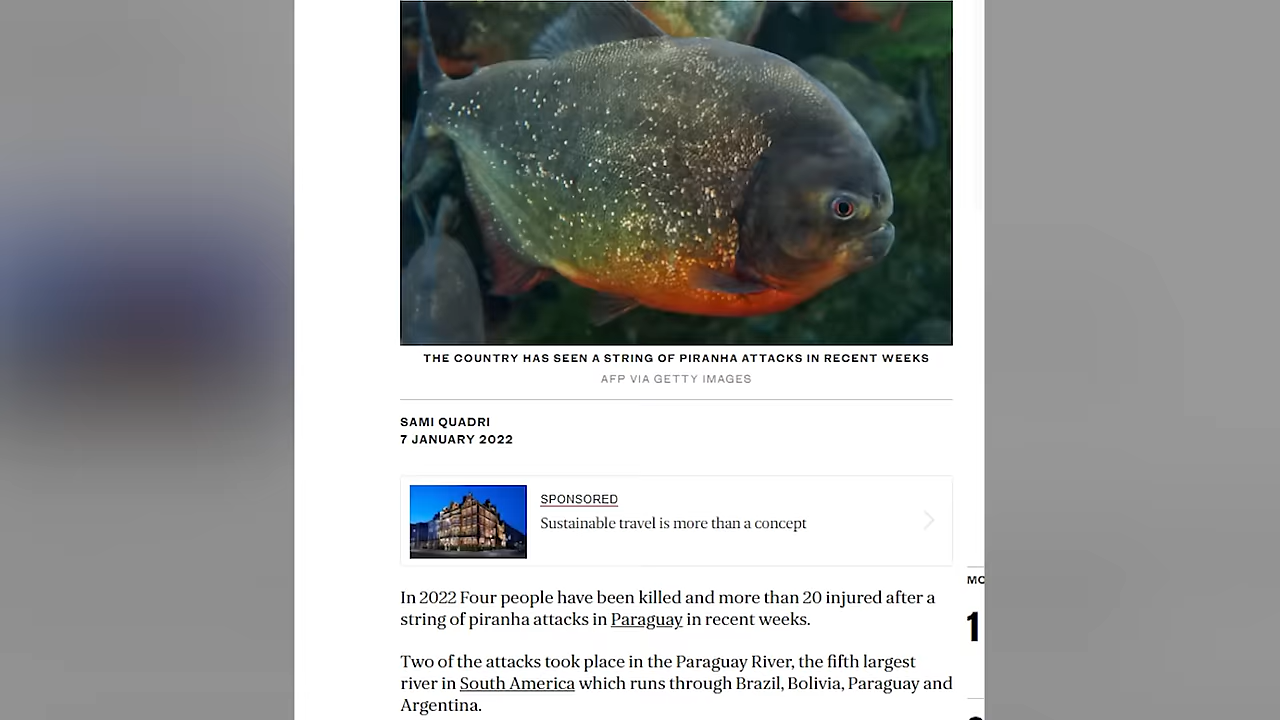 THE COUNTRY HAS SEEN A STRING OF PIRANHA ATTACKS IN RECENT WEEKS
AFP VIA GETTY IMAGES
SAMI QUADRI
7 JANUARY 2022
SPONSORED
Sustainable travel is more than a concept
MO
1
In 2022 Four people have been killed and more than 20 injured after a
string of piranha attacks in Paraguay in recent weeks.
Two of the attacks took place in the Paraguay River, the fifth largest
river in South America which runs through Brazil, Bolivia, Paraguay and
Argentina.